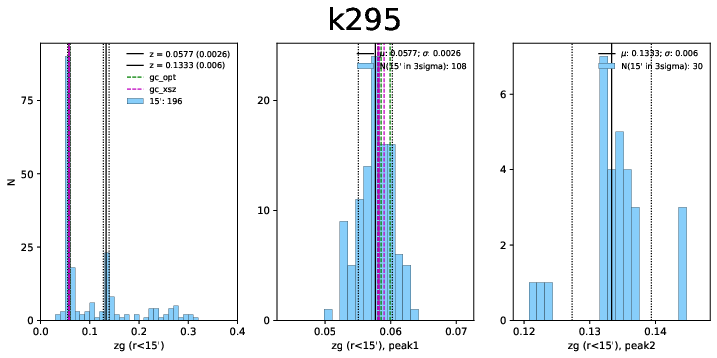 k295
z = 0.0577 (0.0026)
z = 0.1333 (0.006)
gc_opt
gc_xsz
15': 196
N
0
25
50
75
0.0
0.1
0.2
0.3
0.4
zg (r<15')
μ: 0.0577; σ: 0.0026
N(15' in 3sigma): 108
0
10
20
0.05
0.06
0.07
zg (r<15'), peak1
μ: 0.1333; σ: 0.006
N(15' in 3sigma): 30
0
2
4
6
0.12
0.13
0.14
zg (r<15'), peak2